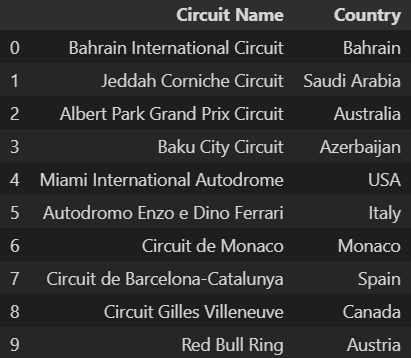 Circuit Name Country
0 Bahrain International Circuit Bahrain
1 Jeddah Corniche Circuit Saudi Arabia
2 Albert Park Grand Prix Circuit Australia
3 Baku City Circuit Azerbaijan
4 Miami International Autodrome USA
5 Autodromo Enzo e Dino Ferrari Italy
6 Circuit de Monaco Monaco
7 Circuit de Barcelona-Catalunya Spain
8 Circuit Gilles Villeneuve Canada
9 Red Bull Ring Austria